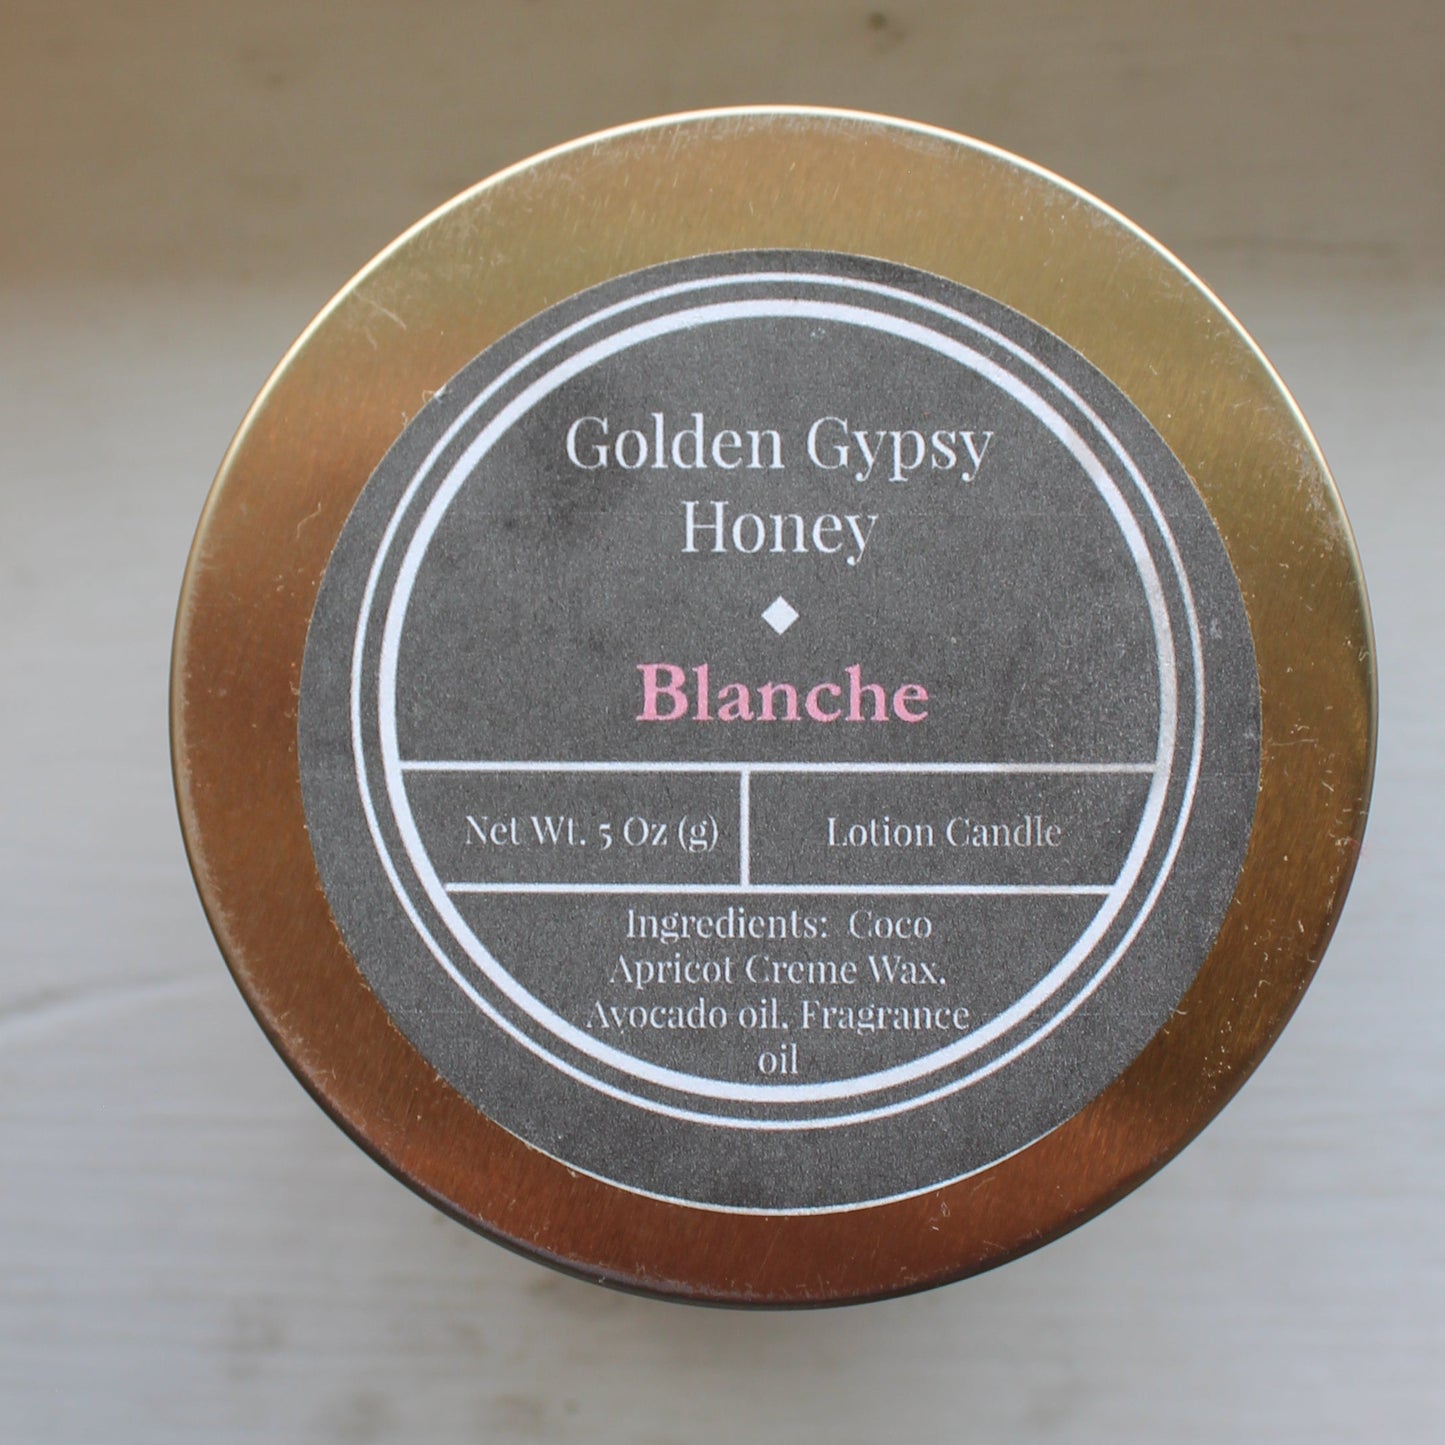 Golden Gypsy
Honey
Blanche
Net Wt. 5 Oz (g)
Lotion Candle
Ingredients: Coco
Apricot Creme Wax,
Avocado oil, Fragrance
oil